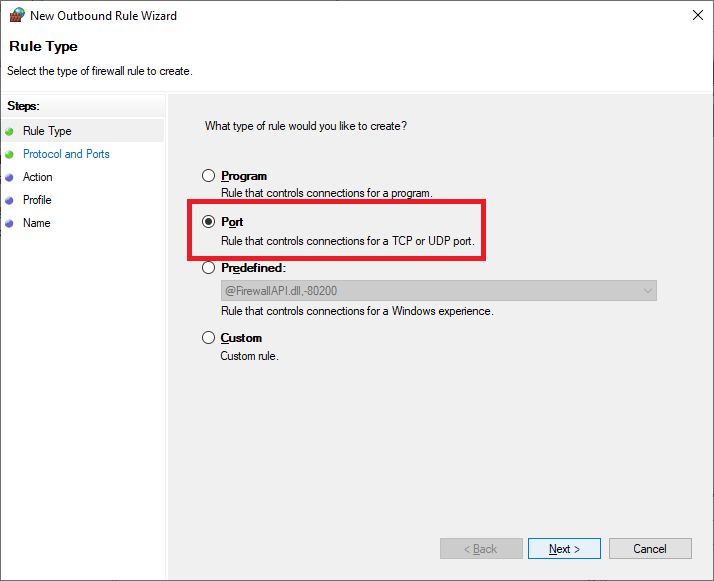 New Outbound Rule Wizard
Rule Type
Select the type of firewall rule to create.
Steps:
Rule Type
Protocol and Ports
Action
Profile
Name
What type of rule would you like to create?
Program
Rule that controls connections for a program.
Port
Rule that controls connections for a TCP or UDP port.
Predefined:
@FirewallAPI.dll,-80200
Rule that controls connections for a Windows experience.
Custom
Custom rule.
< Back
Next >
Cancel